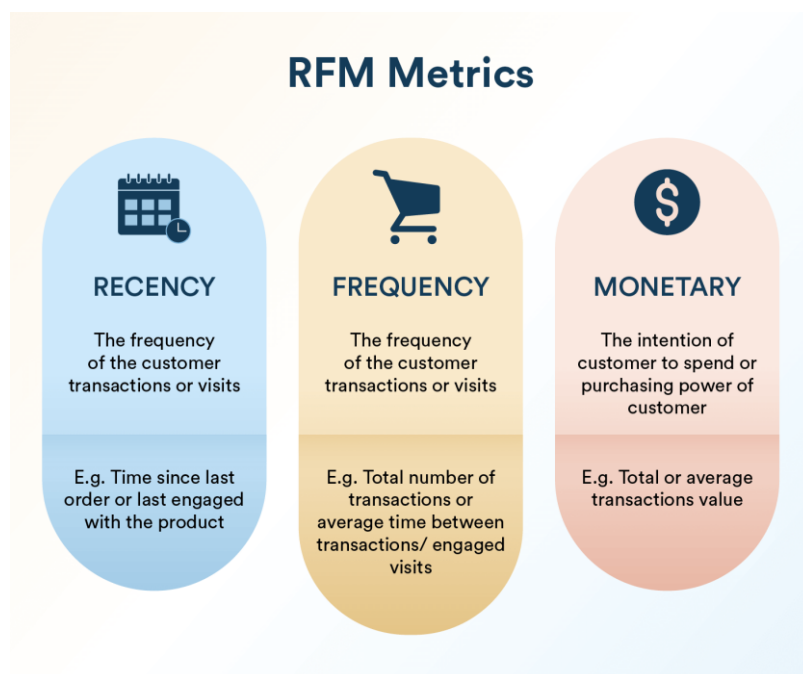 RFM Metrics
RECENCY
The frequency
of the customer
transactions or visits
E.g. Time since last
order or last engaged
with the product
FREQUENCY
The frequency
of the customer
transactions or visits
E.g. Total number of
transactions or
average time between
transactions/ engaged
visits
MONETARY
The intention of
customer to spend or
purchasing power of
customer
E.g. Total or average
transactions value